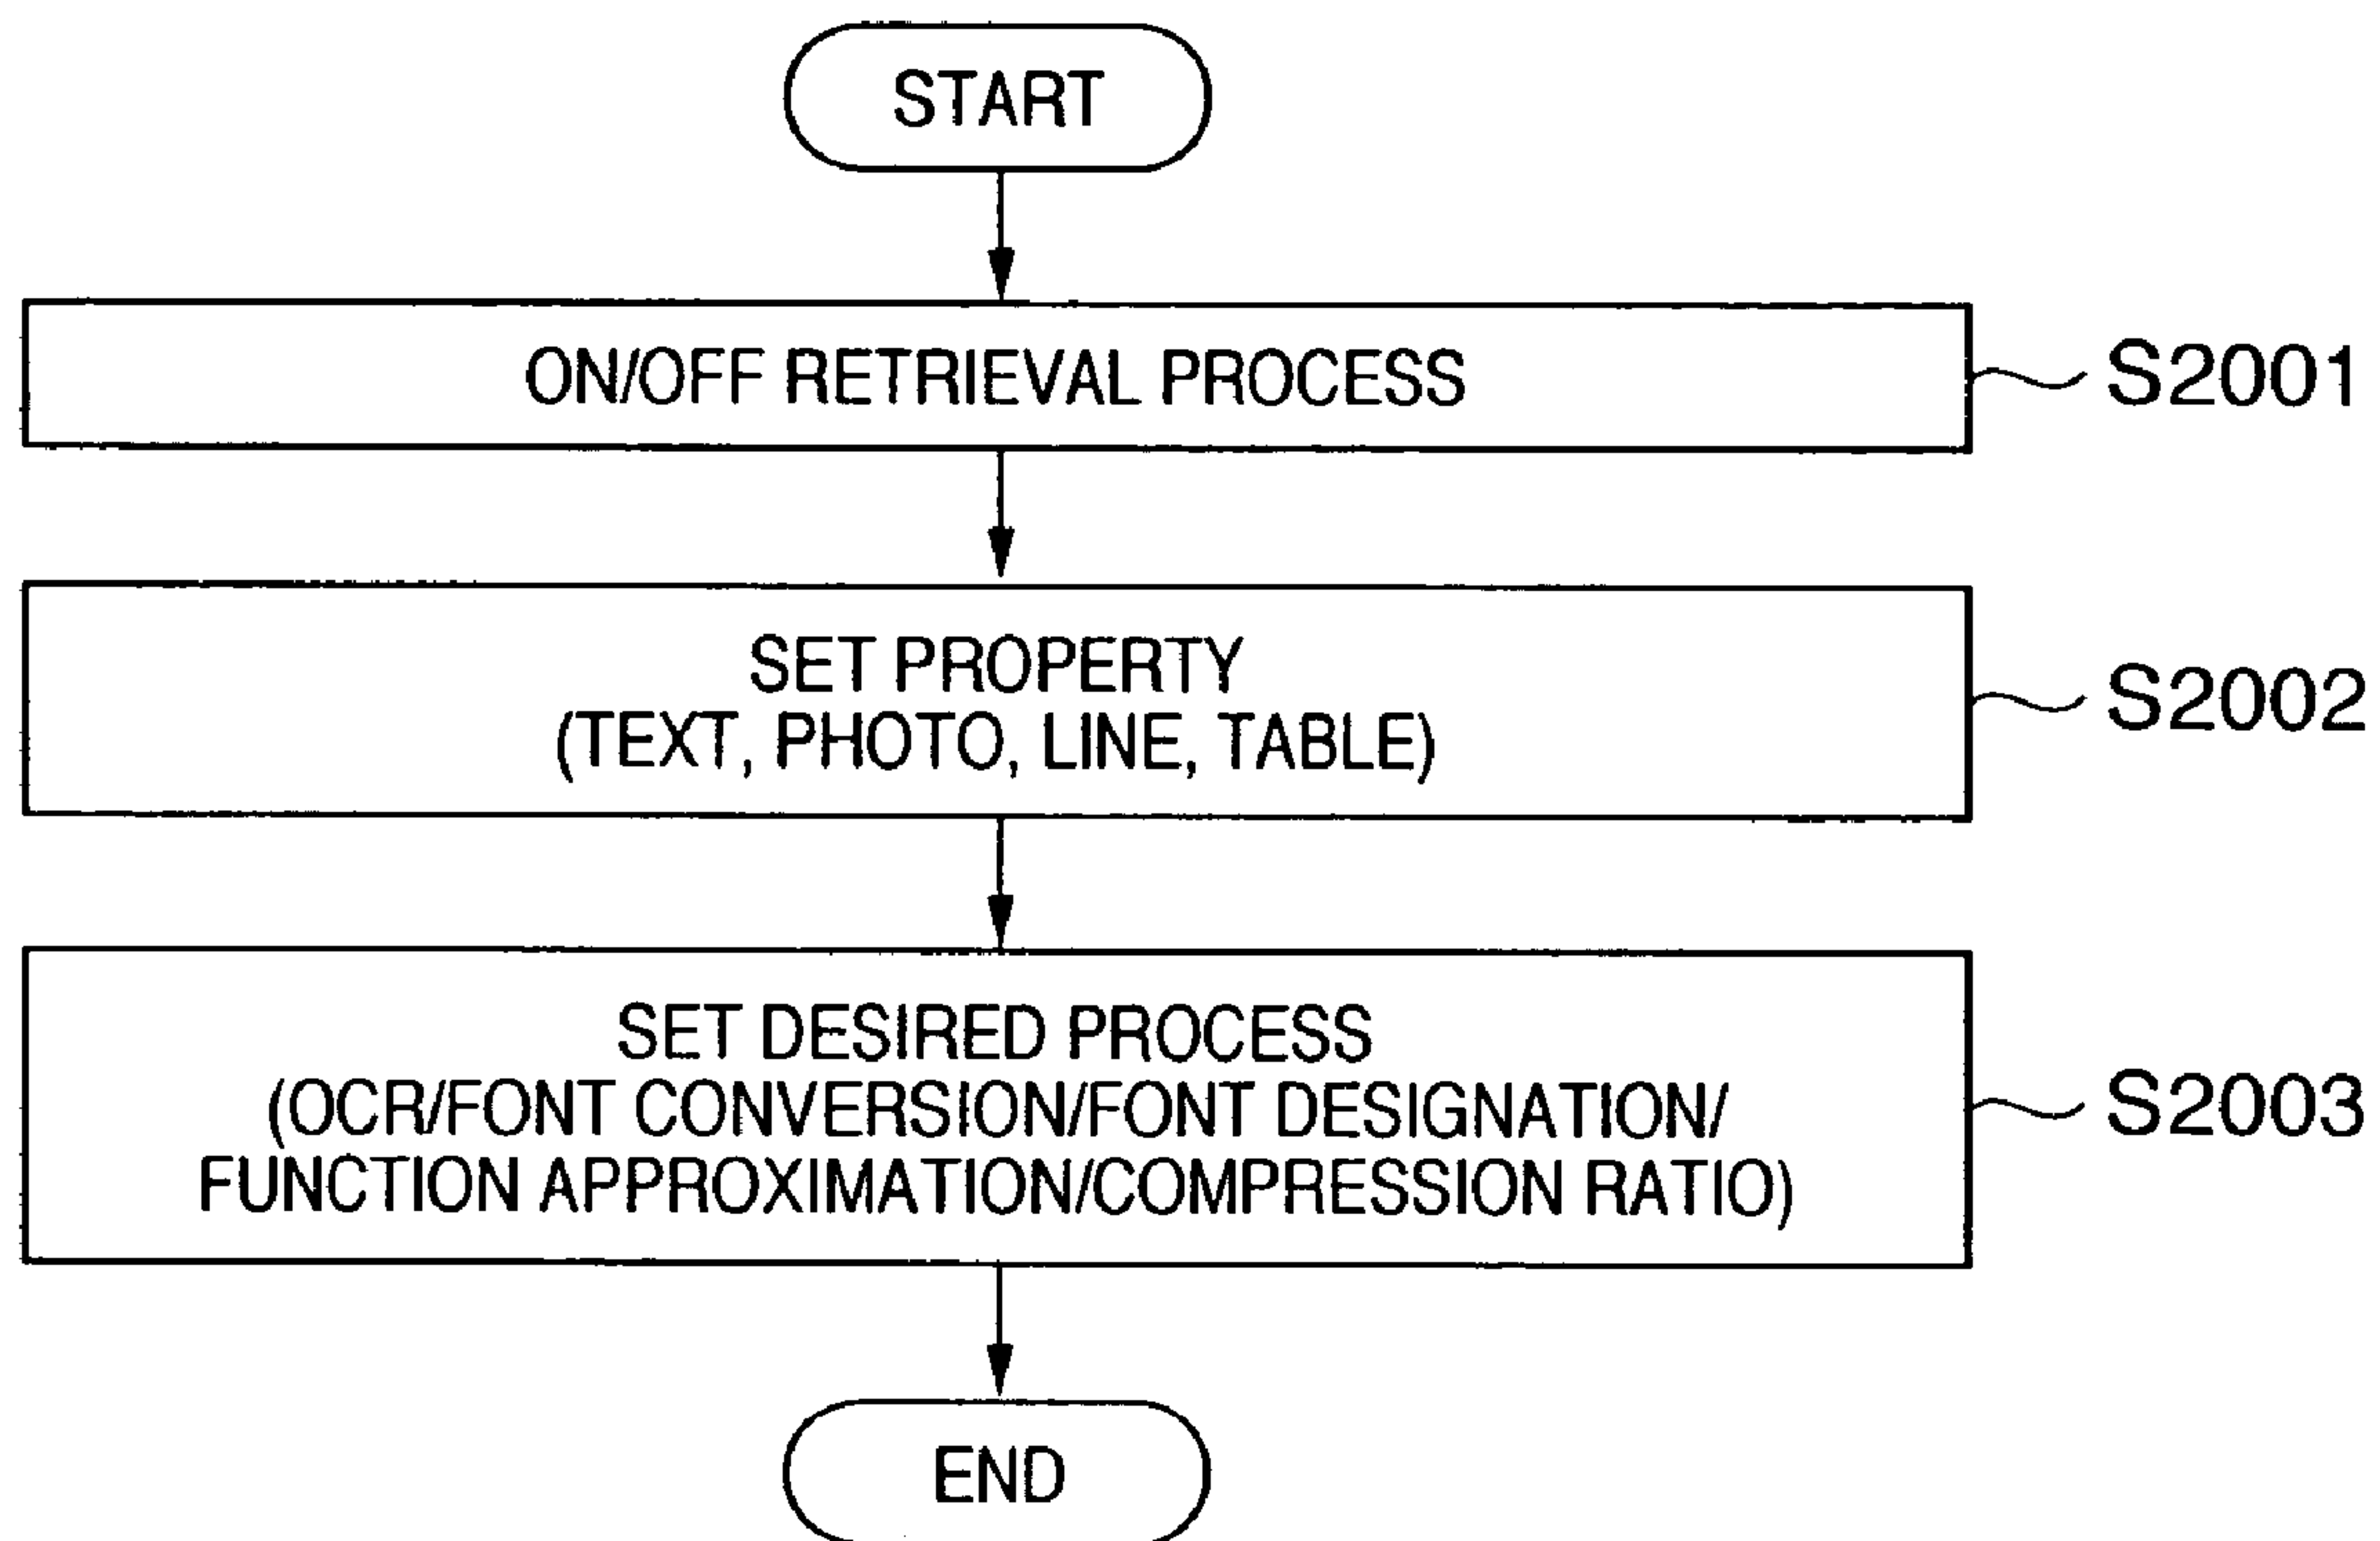 START
ON/OFF RETRIEVAL PROCESS
S2001
SET PROPERTY
(TEXT, PHOTO, LINE, TABLE)
S2002
SET DESIRED PROCESS
(OCR/FONT CONVERSION/FONT DESIGNATION/
FUNCTION APPROXIMATION/COMPRESSION RATIO)
S2003
END